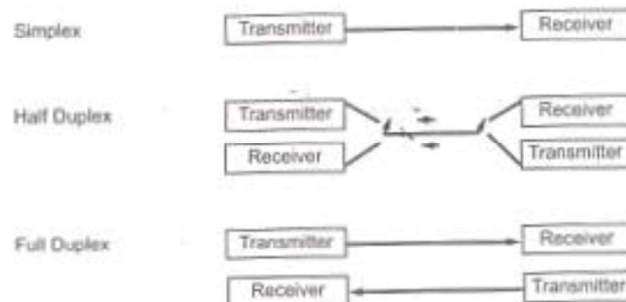 Simplex Transmitter Receiver
Half Duplex Transmitter Receiver
Receiver Transmitter
Full Duplex Transmitter Receiver
Receiver Transmitter